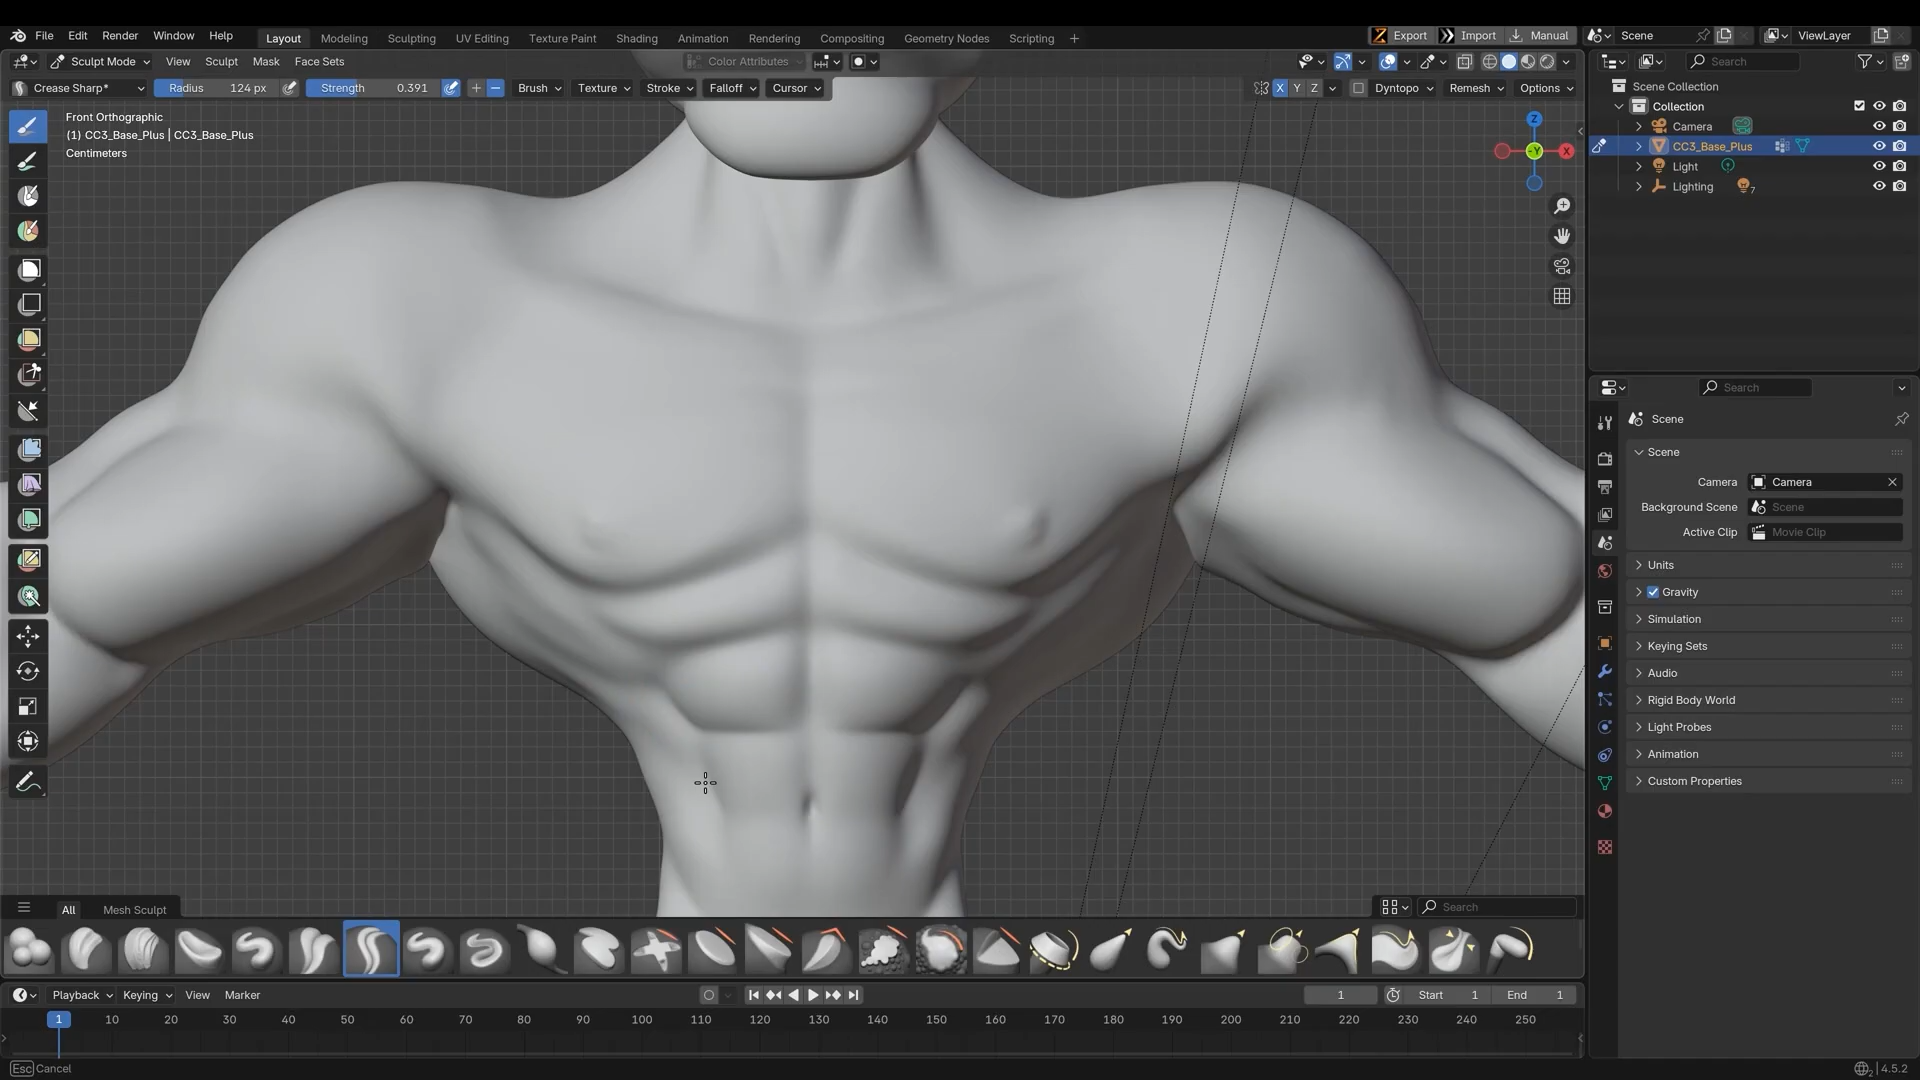 File Edit Render Window Help Layout Modeling Sculpting UV Editing Texture Paint Shading Animation Rendering Compositing Geometry Nodes Scripting + Export Import Manual Scene ViewLayer
Sculpt Mode View Sculpt Mask Face Sets Color Attributes Search
Crease Sharp* Radius 124 px Strength 0.391 Brush Texture Stroke Falloff Cursor X Y Z Dyntopo Remesh Options
Scene Collection
Collection
Camera
CC3_Base_Plus
Light
Lighting 7
Front Orthographic
(1) CC3_Base_Plus | CC3_Base_Plus
Centimeters
Z
-Y X
Search
Scene
Scene
Camera Camera
Background Scene Scene
Active Clip Movie Clip
Units
Gravity
Simulation
Keying Sets
Audio
Rigid Body World
Light Probes
Animation
Custom Properties
All Mesh Sculpt Search
Playback Keying View Marker 1 Start 1 End 1
1 10 20 30 40 50 60 70 80 90 100 110 120 130 140 150 160 170 180 190 200 210 220 230 240 250
Esc Cancel 4.5.2